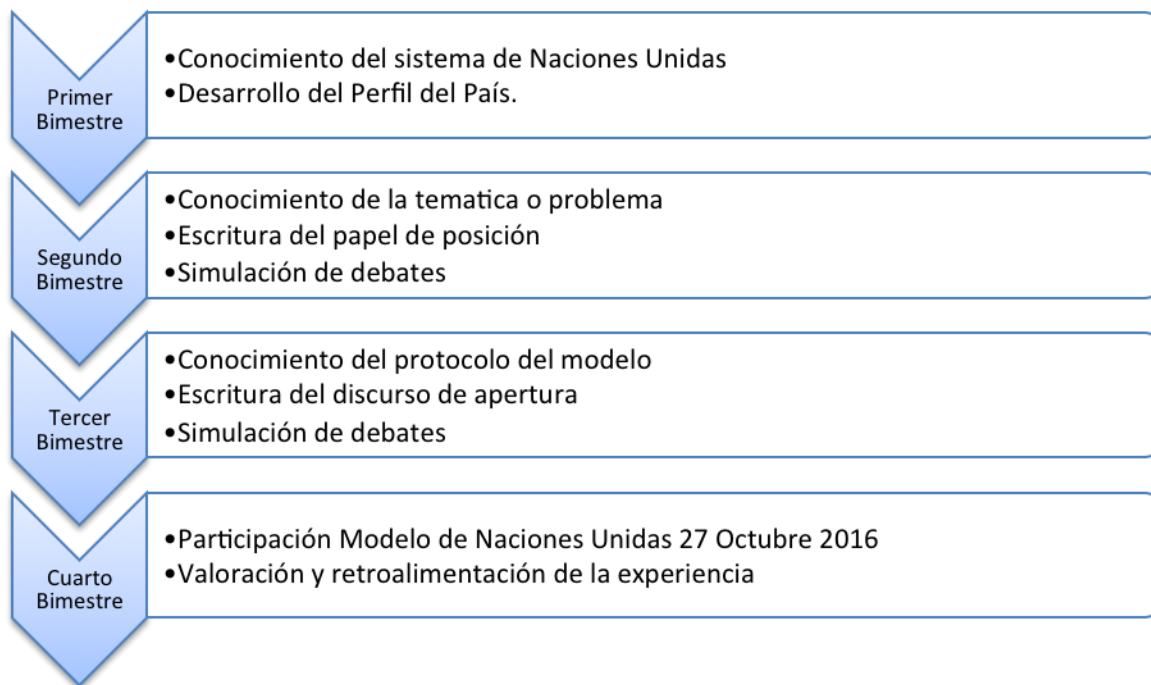 Primer
Bimestre
•Conocimiento del sistema de Naciones Unidas
•Desarrollo del Perfil del País.
Segundo
Bimestre
•Conocimiento de la tematica o problema
•Escritura del papel de posición
•Simulación de debates
Tercer
Bimestre
•Conocimiento del protocolo del modelo
•Escritura del discurso de apertura
•Simulación de debates
Cuarto
Bimestre
•Participación Modelo de Naciones Unidas 27 Octubre 2016
•Valoración y retroalimentación de la experiencia